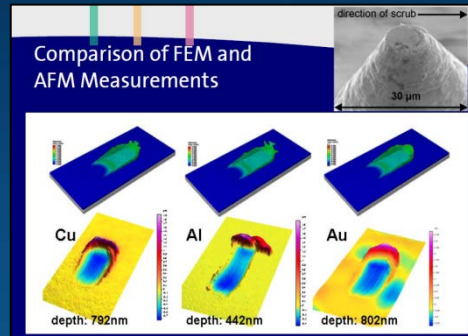 Comparison of FEM and
AFM Measurements
direction of scrub
30 µm
Cu
Al
Au
depth: 792nm
442nm
depth: 802nm